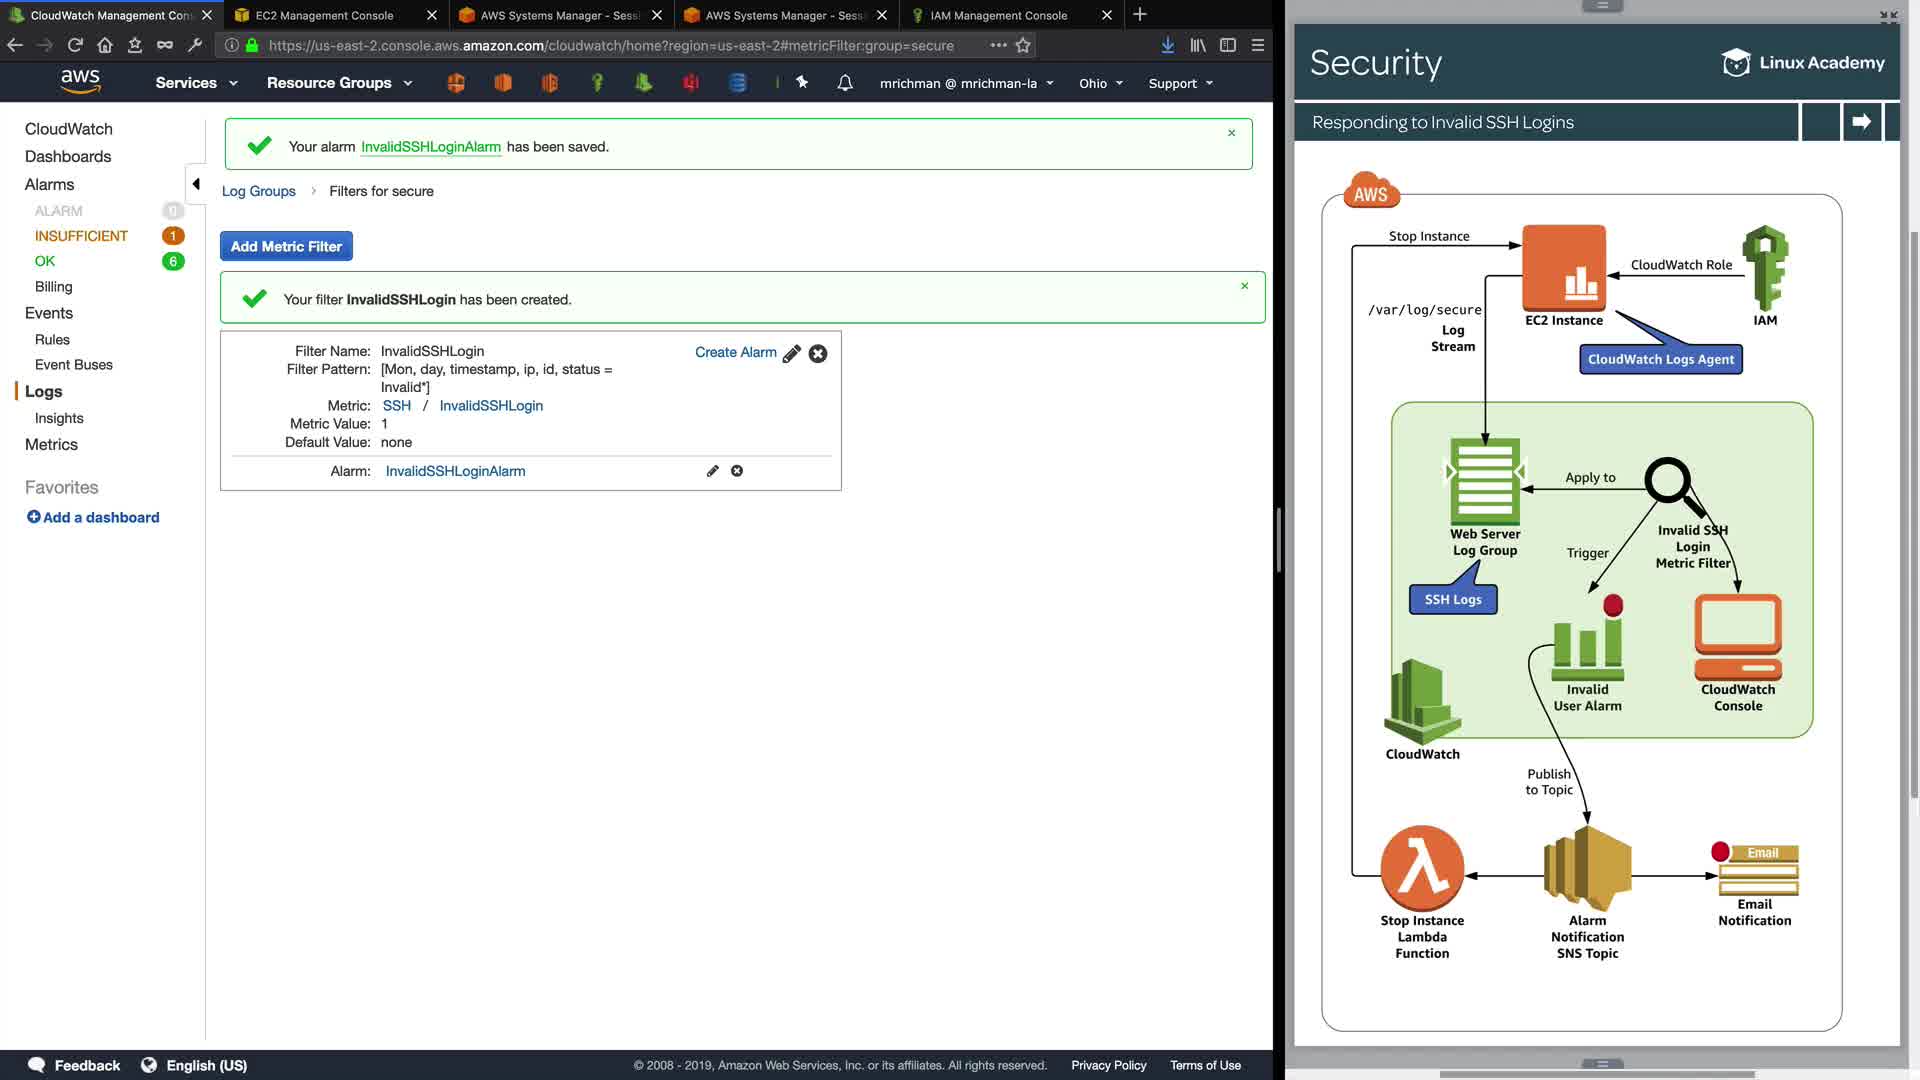 CloudWatch Management Con
EC2 Management Console
AWS Systems Manager - Sess
AWS Systems Manager - Sess
IAM Management Console
https://us-east-2.console.aws.amazon.com/cloudwatch/home?region=us-east-2#metricFilter:group=secure
aws
Services
Resource Groups
mrichman @ mrichman-la
Ohio
Support
CloudWatch
Dashboards
Alarms
ALARM 0
INSUFFICIENT 1
OK 6
Billing
Events
Rules
Event Buses
Logs
Insights
Metrics
Favorites
Add a dashboard
Your alarm InvalidSSHLoginAlarm has been saved.
Log Groups › Filters for secure
Add Metric Filter
Your filter InvalidSSHLogin has been created.
Filter Name: InvalidSSHLogin
Create Alarm
Filter Pattern: [Mon, day, timestamp, ip, id, status =
Invalid*]
Metric: SSH / InvalidSSHLogin
Metric Value: 1
Default Value: none
Alarm: InvalidSSHLoginAlarm
Feedback
English (US)
© 2008 - 2019, Amazon Web Services, Inc. or its affiliates. All rights reserved.
Privacy Policy
Terms of Use
Security
Linux Academy
Responding to Invalid SSH Logins
AWS
Stop Instance
CloudWatch Role
/var/log/secure
Log
Stream
EC2 Instance
IAM
CloudWatch Logs Agent
Apply to
Web Server
Log Group
Invalid SSH
Login
Metric Filter
Trigger
SSH Logs
Invalid
User Alarm
CloudWatch
Console
CloudWatch
Publish
to Topic
Email
Stop Instance
Lambda
Function
Alarm
Notification
SNS Topic
Email
Notification